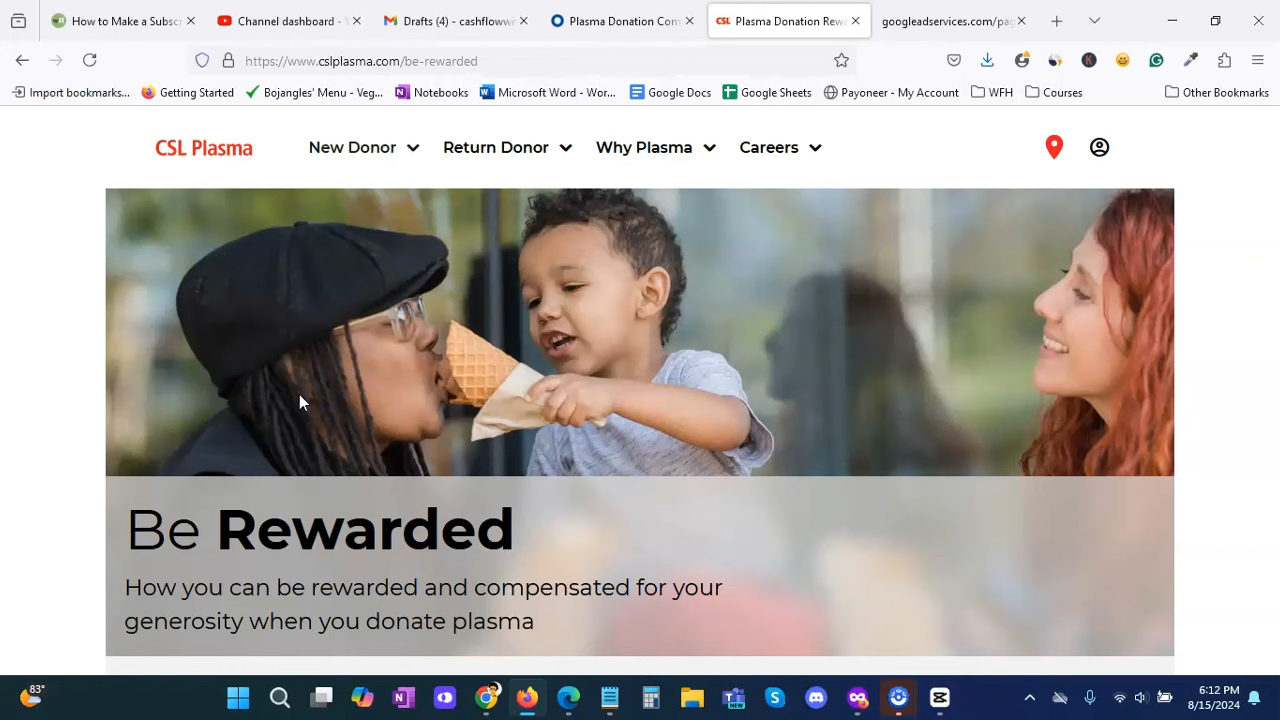 How to Make a Subscr
Channel dashboard -
Drafts (4) - cashflowwi
Plasma Donation Com
CSL Plasma Donation Rew
googleadservices.com/pag
https://www.cslplasma.com/be-rewarded
Import bookmarks...
Getting Started
Bojangles' Menu - Veg...
Notebooks
Microsoft Word - Wor...
Google Docs
Google Sheets
Payoneer - My Account
WFH
Courses
Other Bookmarks
CSL Plasma
New Donor
Return Donor
Why Plasma
Careers
Be Rewarded
How you can be rewarded and compensated for your
generosity when you donate plasma
83°
6:12 PM
8/15/2024